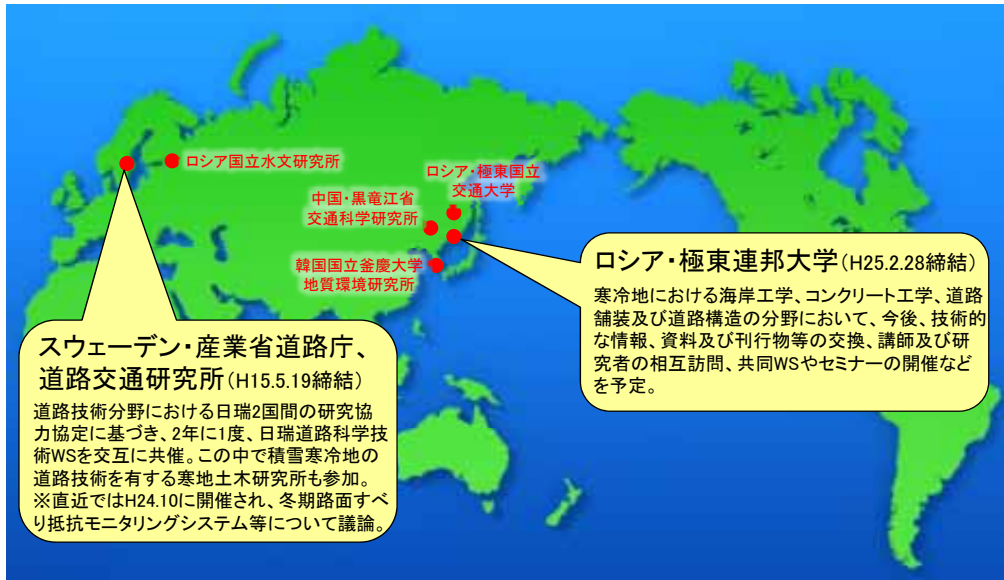 ロシア国立水文研究所
ロシア・極東国立
交通大学
中国・黒竜江省
交通科学研究所
韓国国立釜慶大学
地質環境研究所
ロシア・極東連邦大学(H25.2.28締結)
寒冷地における海岸工学、コンクリート工学、道路
舗装及び道路構造の分野において、今後、技術的
な情報、資料及び刊行物等の交換、講師及び研
究者の相互訪問、共同WSやセミナーの開催など
を予定。
スウェーデン・産業省道路庁、
道路交通研究所(H15.5.19締結)
道路技術分野における日瑞2国間の研究協
力協定に基づき、2年に1度、日瑞道路科学技
術WSを交互に共催。この中で積雪寒冷地の
道路技術を有する寒地土木研究所も参加。
※直近ではH24.10に開催され、冬期路面すべ
り抵抗モニタリングシステム等について議論。